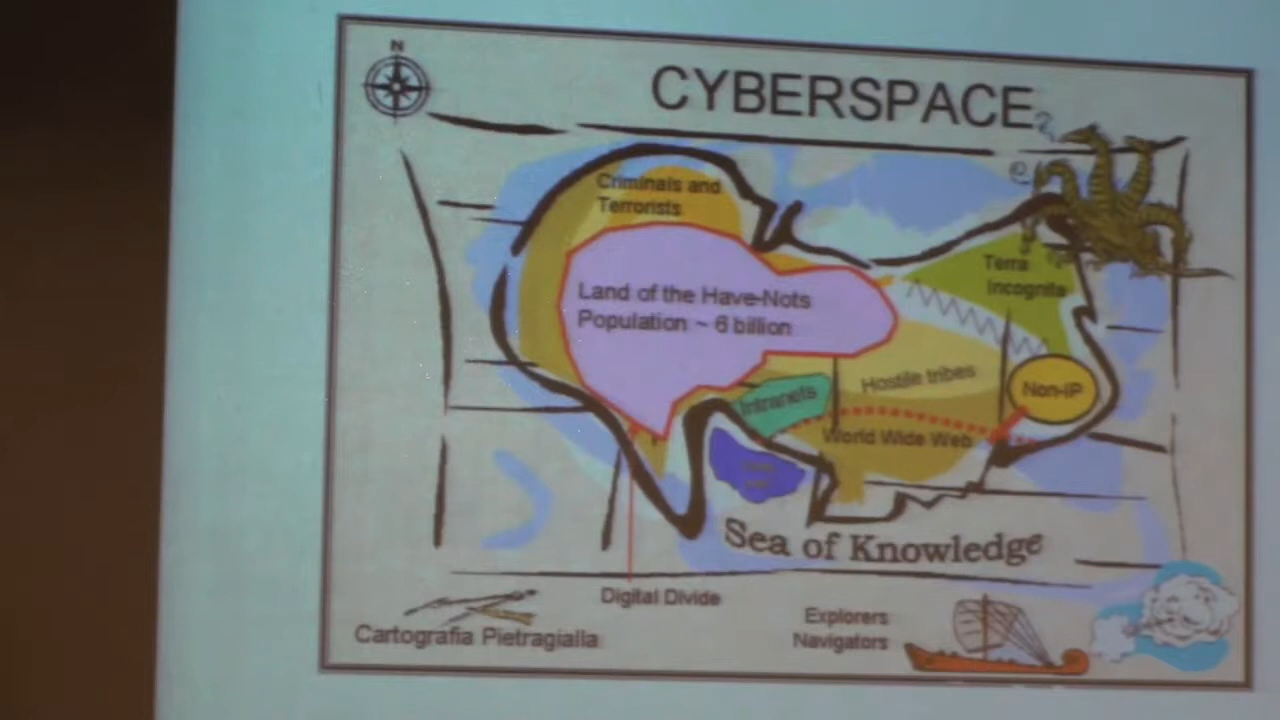 N
CYBERSPACE
Criminals and
Terrorists
Terra
Incognita
Land of the Have-Nots
Population ~ 6 billion
Hostile tribes
Non-IP
Intranets
World Wide Web
Sea of Knowledge
Digital Divide
Explorers
Navigators
Cartografia Pietragialla